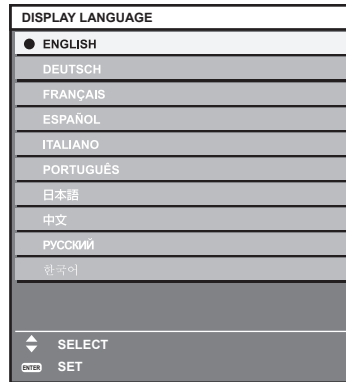 DISPLAY LANGUAGE
ENGLISH
DEUTSCH
FRANÇAIS
ESPAÑOL
ITALIANO
PORTUGUÊS
日本語
中文
РУССКИЙ
한국어
SELECT
ENTER SET